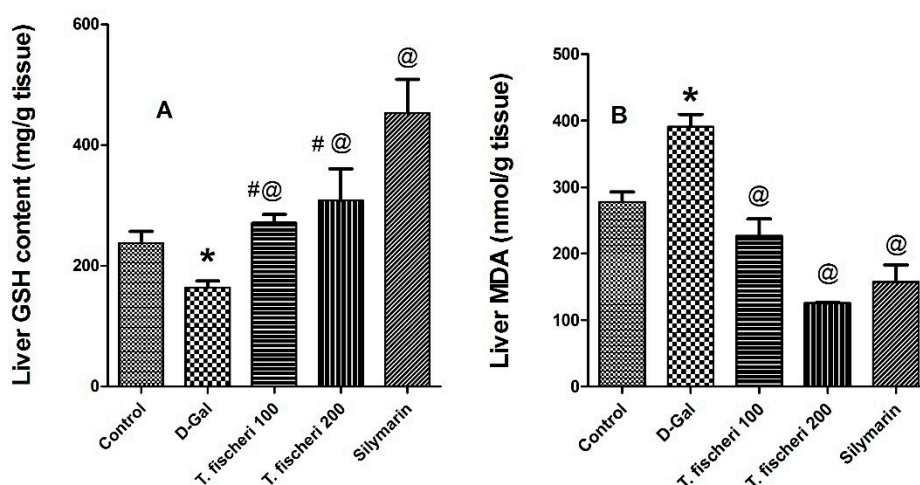 Liver GSH content (mg/g tissue)
600
400
200
0
A
*
#@
# @
@
Control
D-Gal
T. fischeri 100
T. fischeri 200
Silymarin
Liver MDA (nmol/g tissue)
500
400
300
200
100
0
B
*
@
@
@
Control
D-Gal
T. fischeri 100
T. fischeri 200
Silymarin